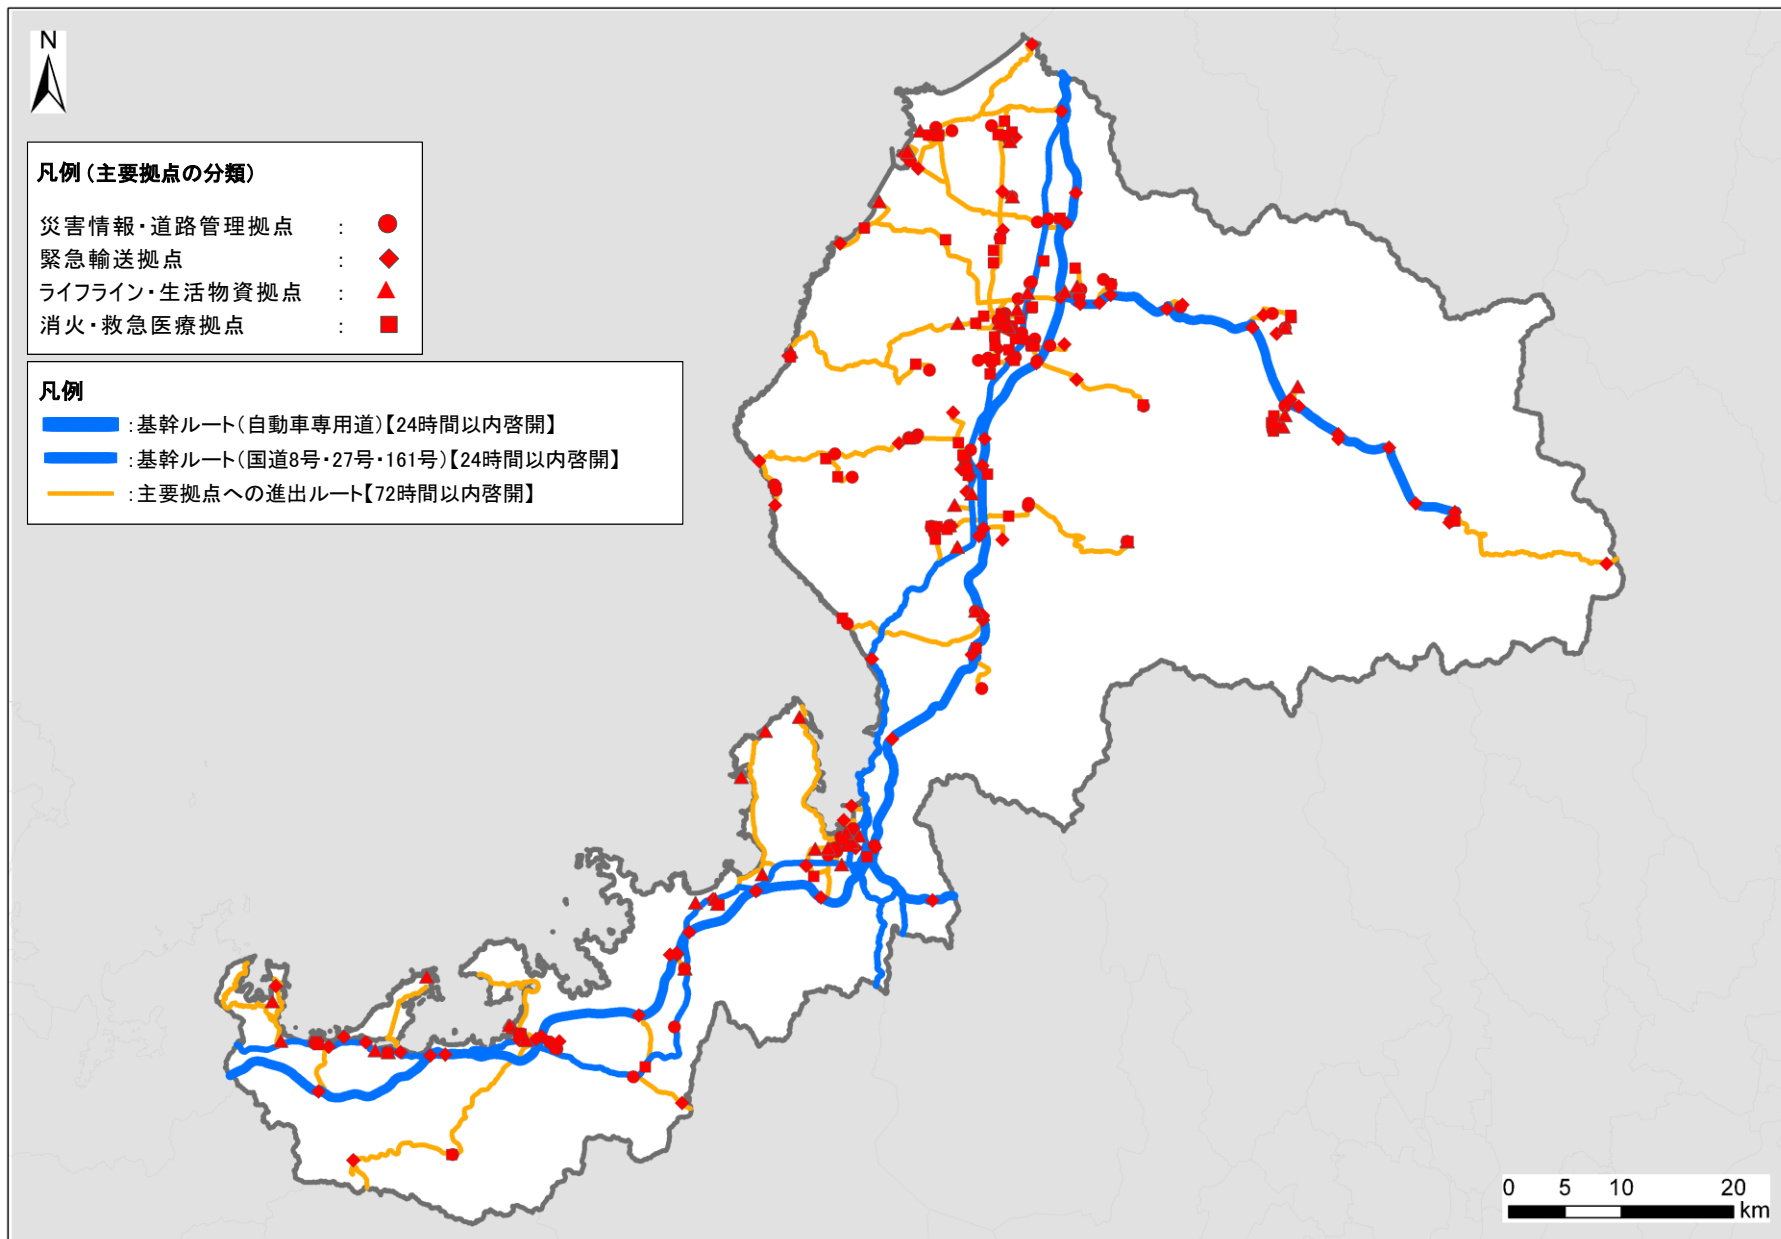 N
凡例(主要拠点の分類)
災害情報・道路管理拠点 : 
緊急輸送拠点 : 
ライフライン・生活物資拠点 : 
消火・救急医療拠点 : 
凡例
:基幹ルート(自動車専用道)【24時間以内啓開】
:基幹ルート(国道8号・27号・161号)【24時間以内啓開】
:主要拠点への進出ルート【72時間以内啓開】
0 5 10 20
km